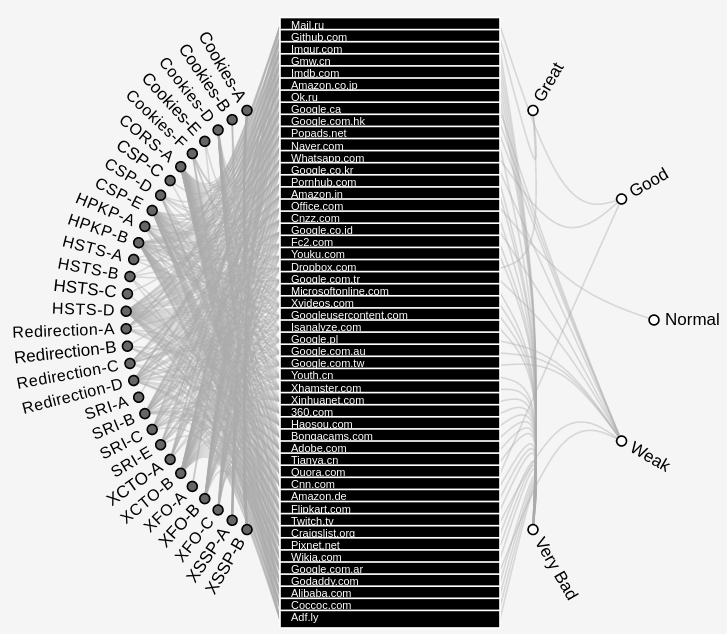 Cookies-A
Cookies-B
Cookies-D
Cookies-E
Cookies-F
CORS-A
CSP-C
CSP-D
CSP-E
HPKP-A
HPKP-B
HSTS-A
HSTS-B
HSTS-C
HSTS-D
Redirection-A
Redirection-B
Redirection-C
Redirection-D
SRI-A
SRI-B
SRI-C
SRI-E
XCTO-A
XCTO-B
XFO-A
XFO-B
XFO-C
XSSP-A
XSSP-B
Mail.ru
Github.com
Imgur.com
Gmw.cn
Imdb.com
Amazon.co.jp
Ok.ru
Google.ca
Google.com.hk
Popads.net
Naver.com
Whatsapp.com
Google.co.kr
Pornhub.com
Amazon.in
Office.com
Cnzz.com
Google.co.id
Fc2.com
Youku.com
Dropbox.com
Google.com.tr
Microsoftonline.com
Xvideos.com
Googleusercontent.com
Isanalyze.com
Google.pl
Google.com.au
Google.com.tw
Youth.cn
Xhamster.com
Xinhuanet.com
360.com
Haosou.com
Bongacams.com
Adobe.com
Tianya.cn
Quora.com
Cnn.com
Amazon.de
Flipkart.com
Twitch.tv
Craigslist.org
Pixnet.net
Wikia.com
Google.com.ar
Godaddy.com
Alibaba.com
Coccoc.com
Adf.ly
Great
Good
Normal
Weak
Very Bad